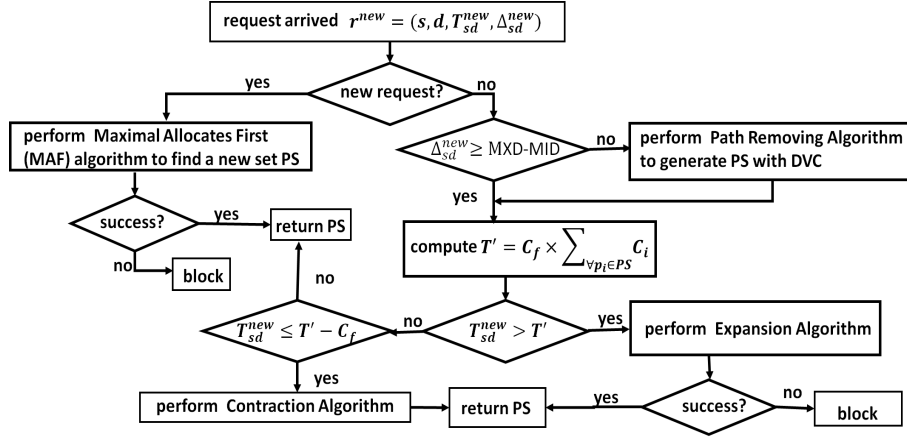 request arrived r^new = (s, d, T_sd^new, Δ_sd^new)
yes
new request?
no
perform Maximal Allocates First
(MAF) algorithm to find a new set PS
Δ_sd^new ≥ MXD-MID
no
perform Path Removing Algorithm
to generate PS with DVC
yes
success?
yes
return PS
compute T′ = C_f × ∑_∀p_i∈PS C_i
no
block
no
T_sd^new ≤ T′ − C_f
no
T_sd^new > T′
yes
perform Expansion Algorithm
yes
perform Contraction Algorithm
return PS
yes
success?
no
block